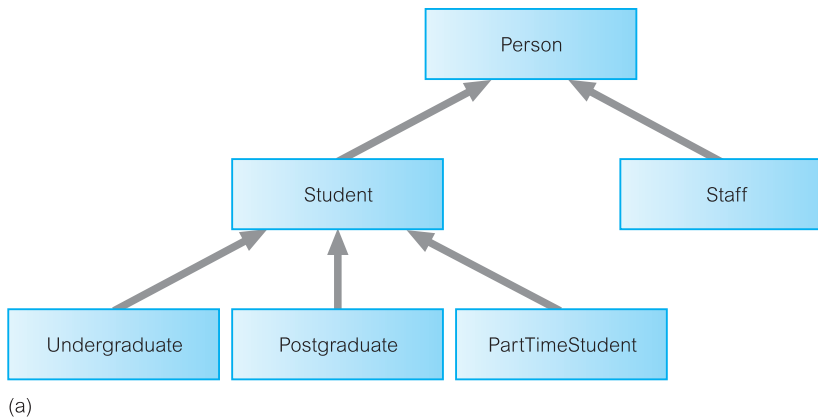 Person
Student
Staff
Undergraduate
Postgraduate
PartTimeStudent
(a)